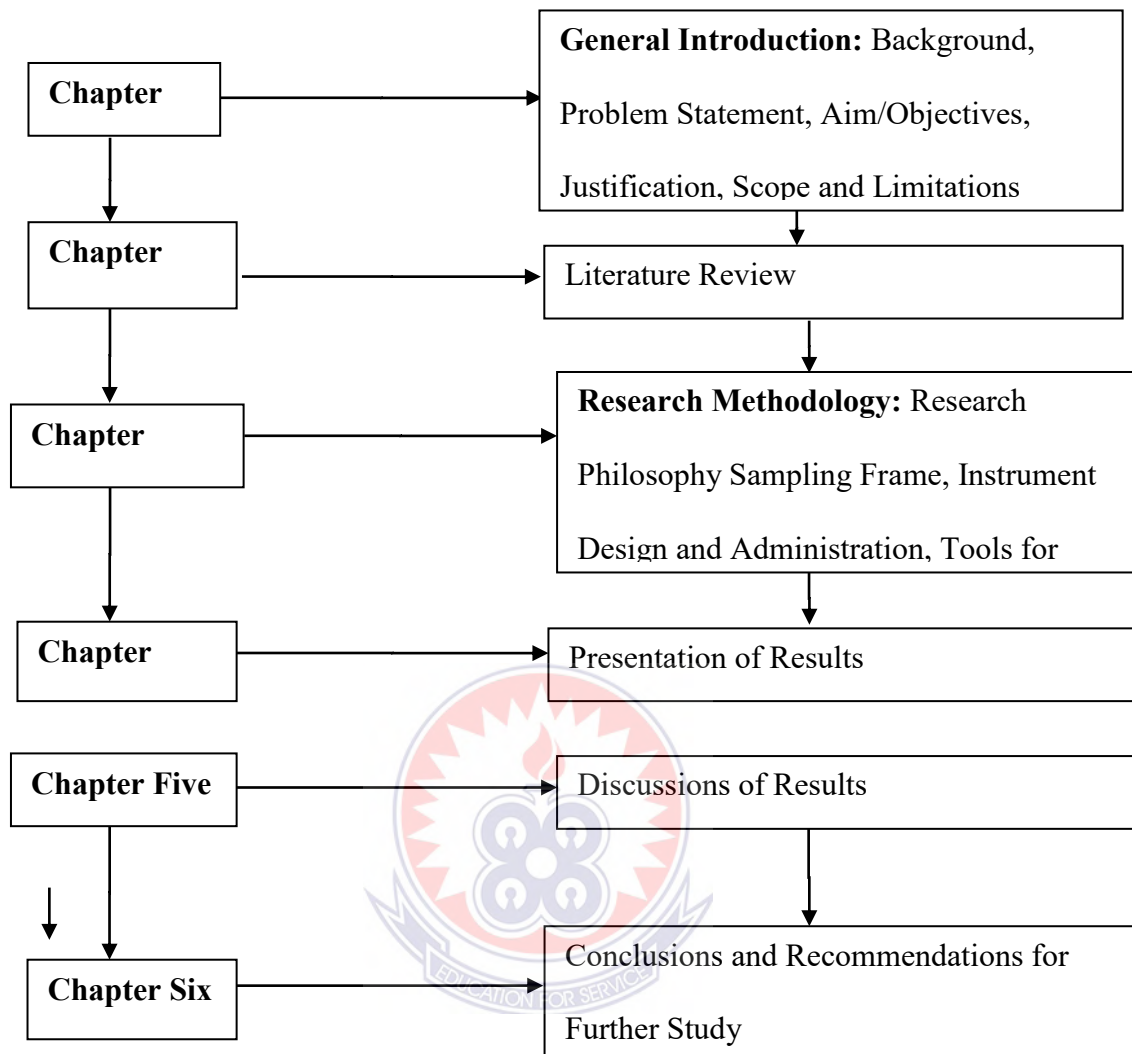 Chapter
General Introduction: Background,
Problem Statement, Aim/Objectives,
Justification, Scope and Limitations
Chapter
Literature Review
Chapter
Research Methodology: Research
Philosophy Sampling Frame, Instrument
Design and Administration, Tools for
Chapter
Presentation of Results
Chapter Five
Discussions of Results
Chapter Six
Conclusions and Recommendations for
Further Study
EDUCATION FOR SERVICE